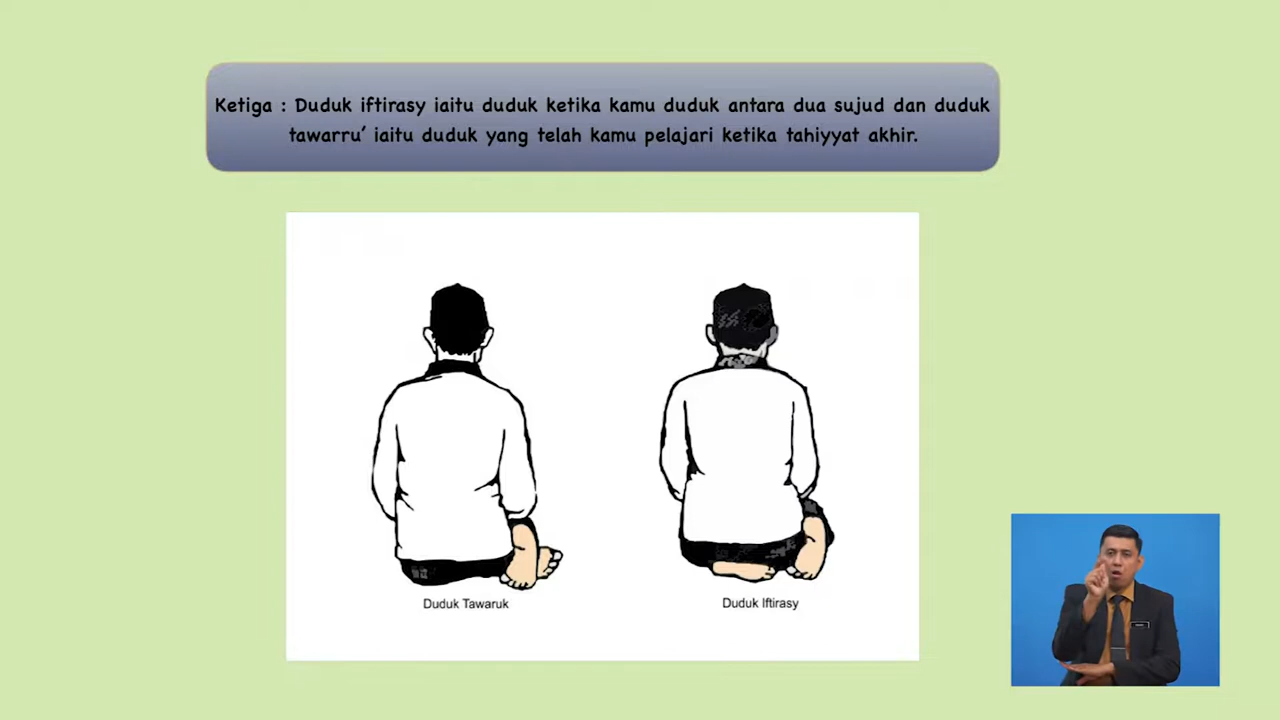 Ketiga : Duduk iftirasy iaitu duduk ketika kamu duduk antara dua sujud dan duduk
tawarru’ iaitu duduk yang telah kamu pelajari ketika tahiyyat akhir.
Duduk Tawaruk
Duduk Iftirasy